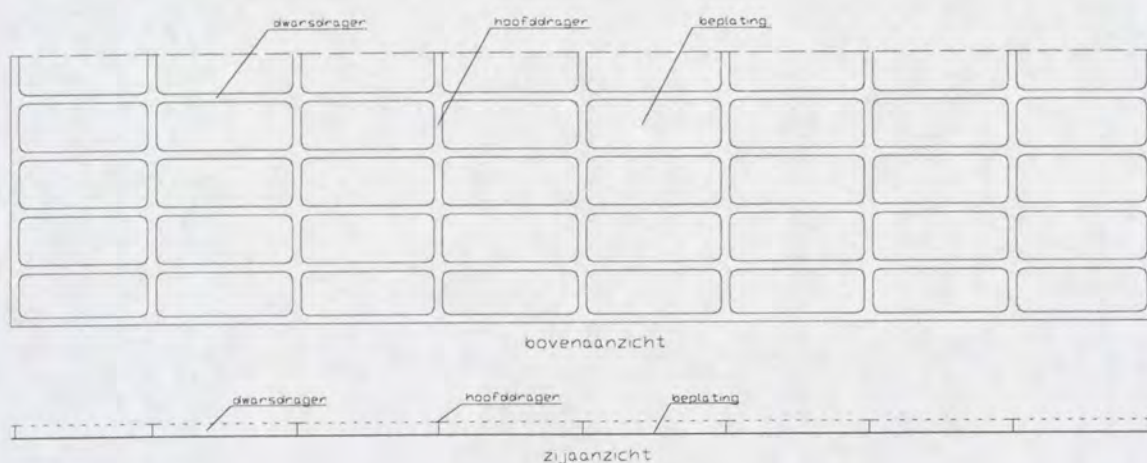 dwarsdrager
hoofddrager
beplating
bovenaanzicht
dwarsdrager
hoofddrager
beplating
zijaanzicht